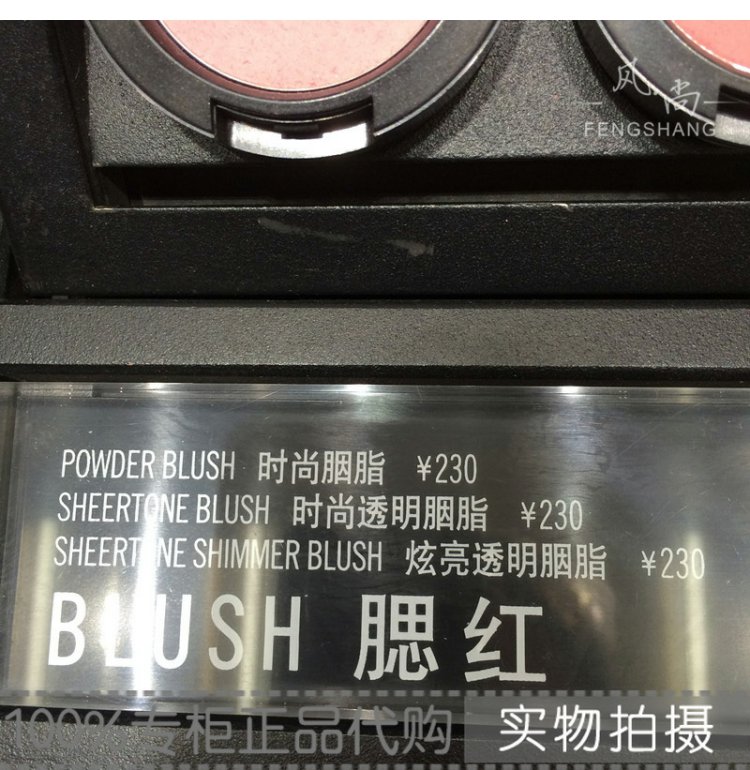 风尚
FENGSHANG
POWDER BLUSH 时尚胭脂 ¥230
SHEERTONE BLUSH 时尚透明胭脂 ¥230
SHEERTONE SHIMMER BLUSH 炫亮透明胭脂 ¥230
BLUSH 腮红
100%专柜正品代购 实物拍摄